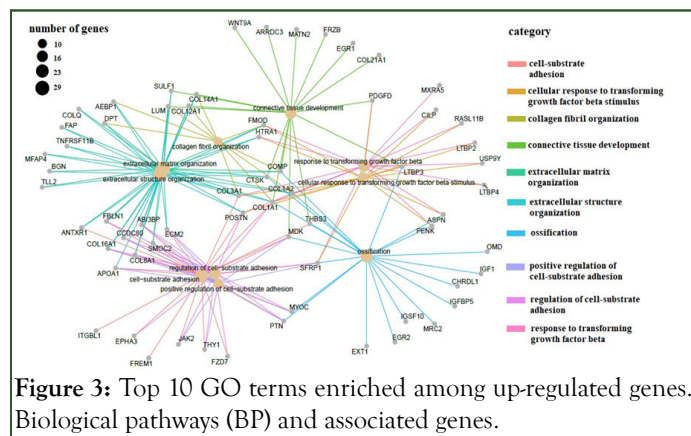 number of genes
10
16
23
29
WNT9A
ARRDC3
MATN2
FRZB
EGR1
COL21A1
SULF1
COL14A1
LUM
COL12A1
connective tissue development
PDGFD
MXRA5
CILP
RASL11B
AEBP1
COLQ
DPT
FAP
TNFRSF11B
FMOD
HTRA1
collagen fibril organization
LTBP2
USP9Y
MFAP4
BGN
TLL2
extracellular matrix organization
extracellular structure organization
COMP
CTSK
COL3A1
COL1A2
response to transforming growth factor beta
LTBP3
cellular response to transforming growth factor beta stimulus
LTBP4
COL1A1
POSTN
THBS3
ASPN
PENK
FBLN1
ABI3BP
ANTXR1
CCDC80
ECM2
COL16A1
SMOC2
COL8A1
MDK
ossification
OMD
APOA1
regulation of cell-substrate adhesion
cell-substrate adhesion
positive regulation of cell-substrate adhesion
SFRP1
IGF1
CHRDL1
IGFBP5
MYOC
PTN
IGSF10
MRC2
EGR2
EXT1
ITGBL1
EPHA3
FREM1
JAK2
THY1
FZD7
category
cell-substrate
adhesion
cellular response to transforming
growth factor beta stimulus
collagen fibril organization
connective tissue development
extracellular matrix
organization
extracellular structure
organization
ossification
positive regulation of
cell-substrate adhesion
regulation of cell-substrate
adhesion
response to transforming
growth factor beta
Figure 3: Top 10 GO terms enriched among up-regulated genes.
Biological pathways (BP) and associated genes.